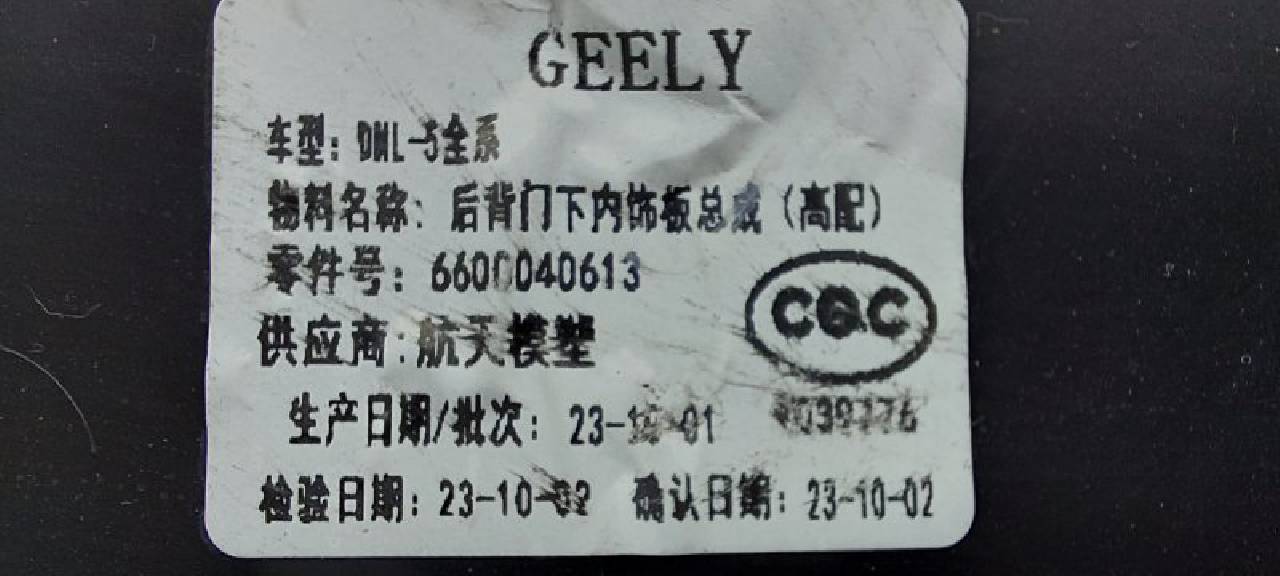 GEELY
车型：DHL-5全系
物料名称：后背门下内饰板总成（高配）
零件号：6600040613
供应商：航天模塑
CQC
生产日期/批次：23-10-01
检验日期：23-10-02 确认日期：23-10-02